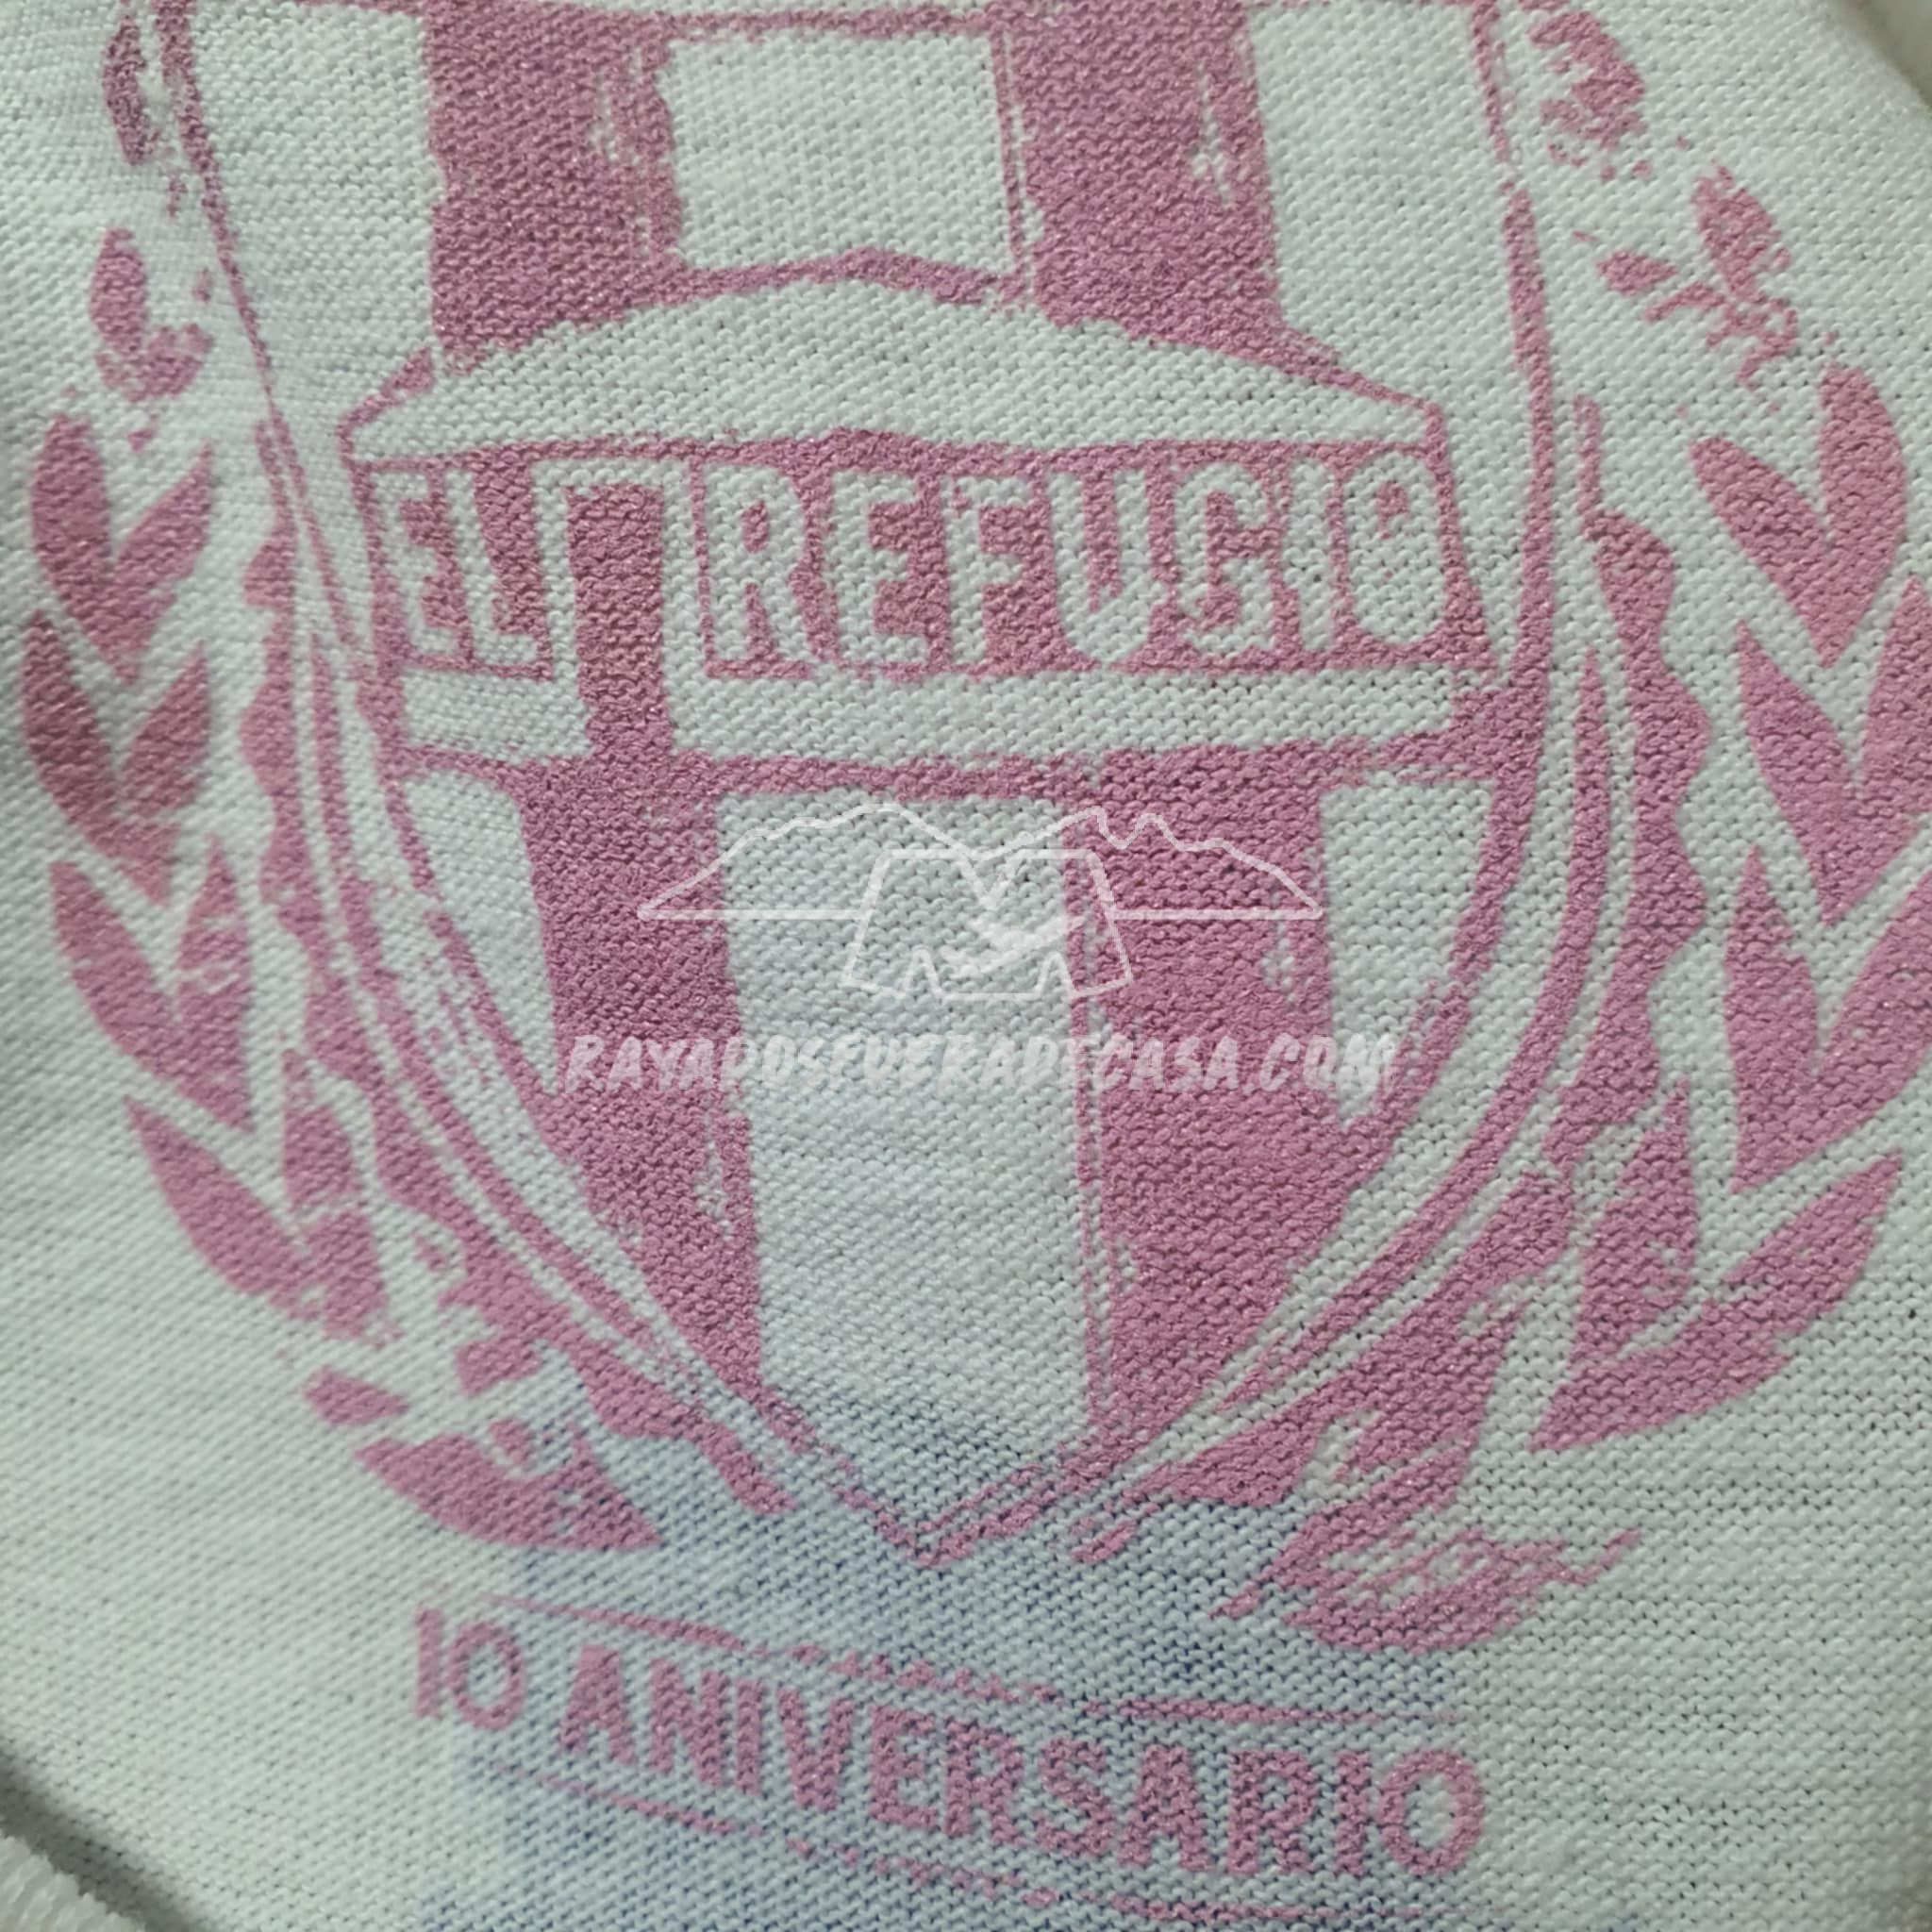 EL REFUGIO
RAYADOSFUERADECASA.COM
10 ANIVERSARIO